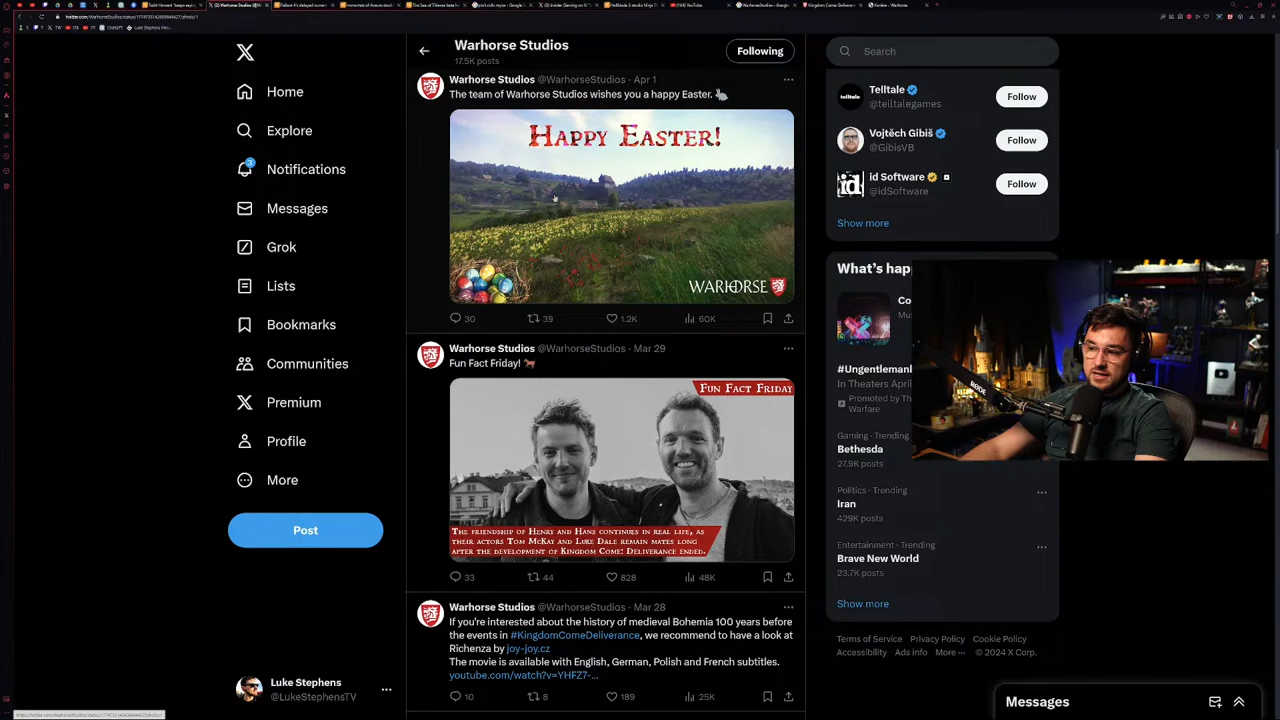 Warhorse Studios
17.5K posts
Following
Search
Home
Explore
3
Notifications
Messages
Grok
Lists
Bookmarks
Communities
Premium
Profile
More
Post
Luke Stephens
@LukeStephensTV
Warhorse Studios @WarhorseStudios · Apr 1
The team of Warhorse Studios wishes you a happy Easter.
Happy Easter!
WARHORSE
30
39
1.2K
60K
Warhorse Studios @WarhorseStudios · Mar 29
Fun Fact Friday!
Fun Fact Friday
The friendship of Henry and Hans continues in real life, as
their actors Tom McKay and Luke Dale remain mates long
after the development of Kingdom Come: Deliverance ended.
33
44
828
48K
Warhorse Studios @WarhorseStudios · Mar 28
If you're interested about the history of medieval Bohemia 100 years before
the events in #KingdomComeDeliverance, we recommend to have a look at
Richenza by joy-joy.cz
The movie is available with English, German, Polish and French subtitles.
youtube.com/watch?v=YHFZ7-...
10
8
189
25K
Telltale
@telltalegames
Follow
Vojtěch Gibiš
@GibisVB
Follow
id Software
@idSoftware
Follow
Show more
What's hap
Co
Mu
#Ungentlemanl
In Theaters April
Promoted by Th
Warfare
RØDE
Gaming · Trending
Bethesda
27.9K posts
Politics · Trending
Iran
429K posts
Entertainment · Trending
Brave New World
23.7K posts
Show more
Terms of Service Privacy Policy Cookie Policy
Accessibility Ads info More ··· © 2024 X Corp.
Messages